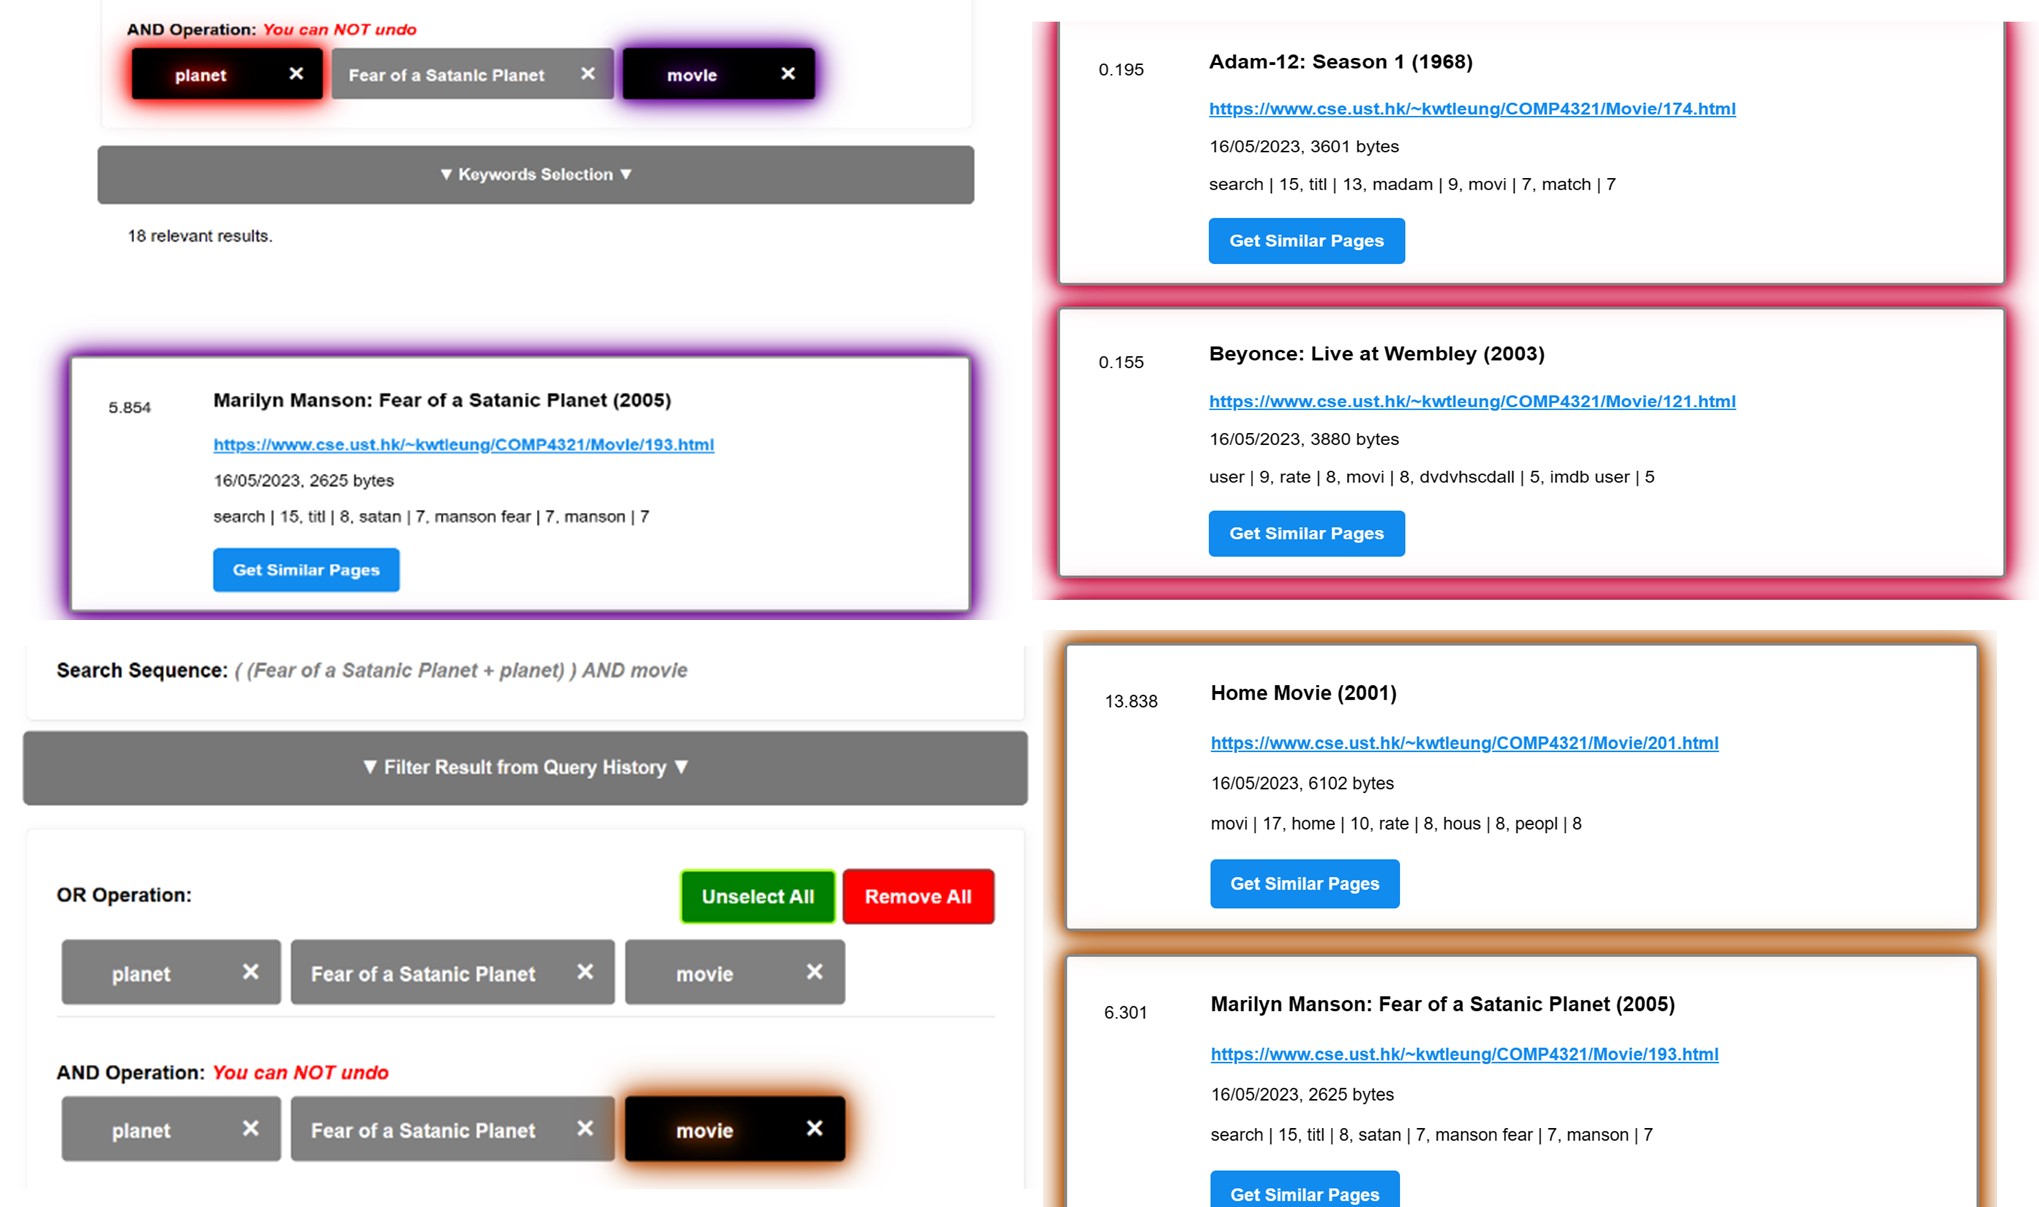 AND Operation: You can NOT undo
planet ✕ Fear of a Satanic Planet ✕ movie ✕
▼ Keywords Selection ▼
18 relevant results.
5.854 Marilyn Manson: Fear of a Satanic Planet (2005)
https://www.cse.ust.hk/~kwtleung/COMP4321/Movie/193.html
16/05/2023, 2625 bytes
search | 15, titl | 8, satan | 7, manson fear | 7, manson | 7
Get Similar Pages
0.195 Adam-12: Season 1 (1968)
https://www.cse.ust.hk/~kwtleung/COMP4321/Movie/174.html
16/05/2023, 3601 bytes
search | 15, titl | 13, madam | 9, movi | 7, match | 7
Get Similar Pages
0.155 Beyonce: Live at Wembley (2003)
https://www.cse.ust.hk/~kwtleung/COMP4321/Movie/121.html
16/05/2023, 3880 bytes
user | 9, rate | 8, movi | 8, dvdvhscdall | 5, imdb user | 5
Get Similar Pages
Search Sequence: ( (Fear of a Satanic Planet + planet) ) AND movie
▼ Filter Result from Query History ▼
OR Operation: Unselect All Remove All
planet ✕ Fear of a Satanic Planet ✕ movie ✕
AND Operation: You can NOT undo
planet ✕ Fear of a Satanic Planet ✕ movie ✕
13.838 Home Movie (2001)
https://www.cse.ust.hk/~kwtleung/COMP4321/Movie/201.html
16/05/2023, 6102 bytes
movi | 17, home | 10, rate | 8, hous | 8, peopl | 8
Get Similar Pages
6.301 Marilyn Manson: Fear of a Satanic Planet (2005)
https://www.cse.ust.hk/~kwtleung/COMP4321/Movie/193.html
16/05/2023, 2625 bytes
search | 15, titl | 8, satan | 7, manson fear | 7, manson | 7
Get Similar Pages